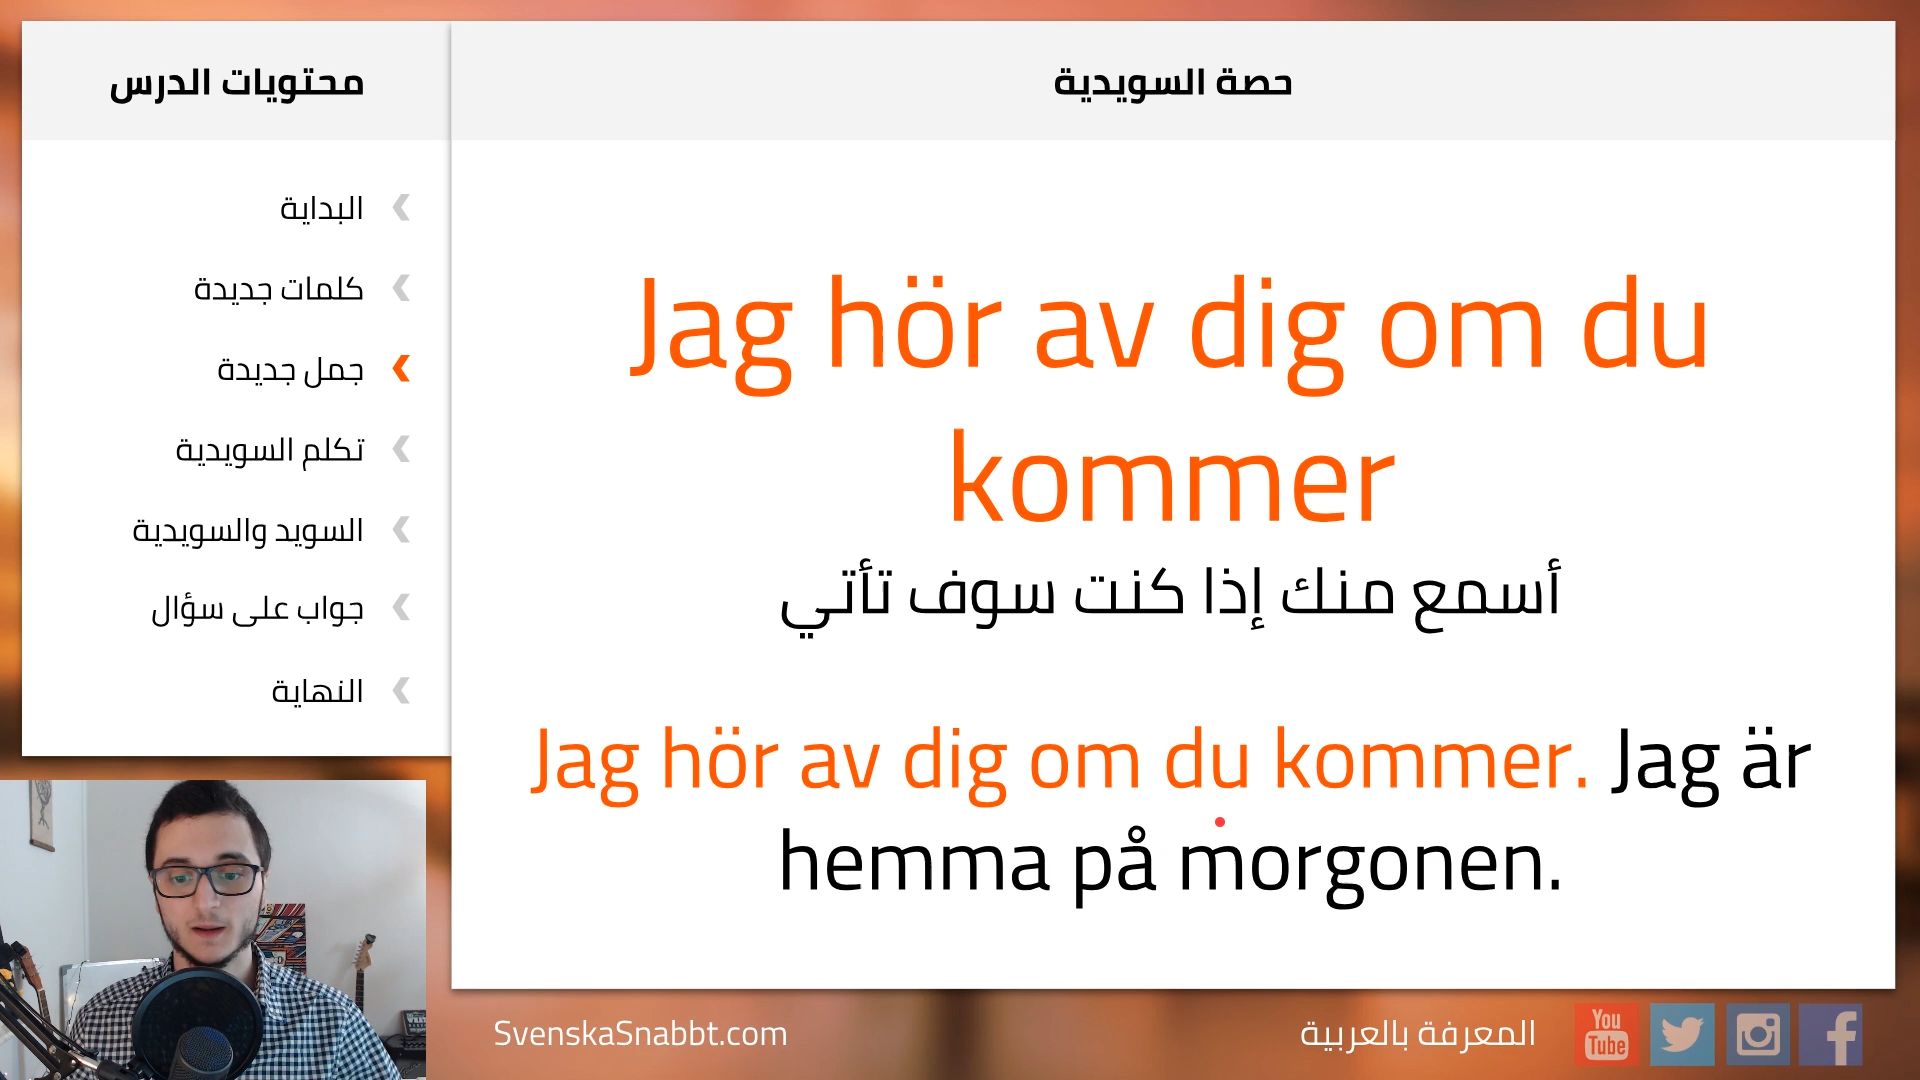 محتويات الدرس
حصة السويدية
البداية
كلمات جديدة
جمل جديدة
تكلم السويدية
السويد والسويدية
جواب على سؤال
النهاية
Jag hör av dig om du
kommer
أسمع منك إذا كنت سوف تأتي
Jag hör av dig om du kommer. Jag är
hemma på morgonen.
SvenskaSnabbt.com
المعرفة بالعربية
You
Tube